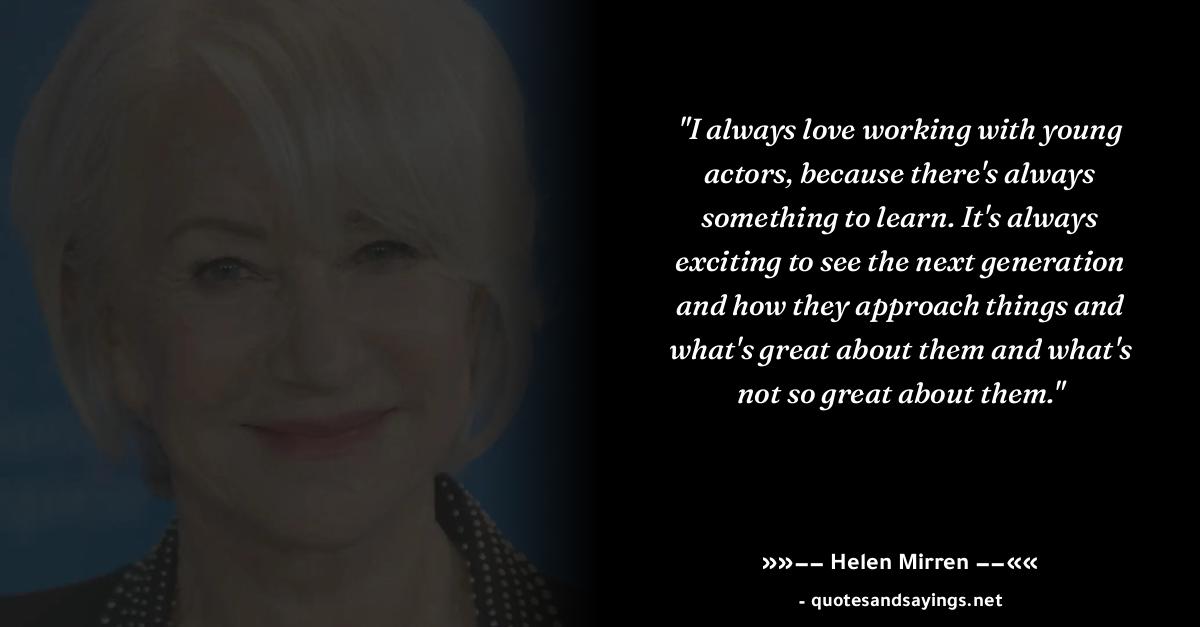 "I always love working with young
actors, because there's always
something to learn. It's always
exciting to see the next generation
and how they approach things and
what's great about them and what's
not so great about them."
»»−− Helen Mirren −−««
- quotesandsayings.net